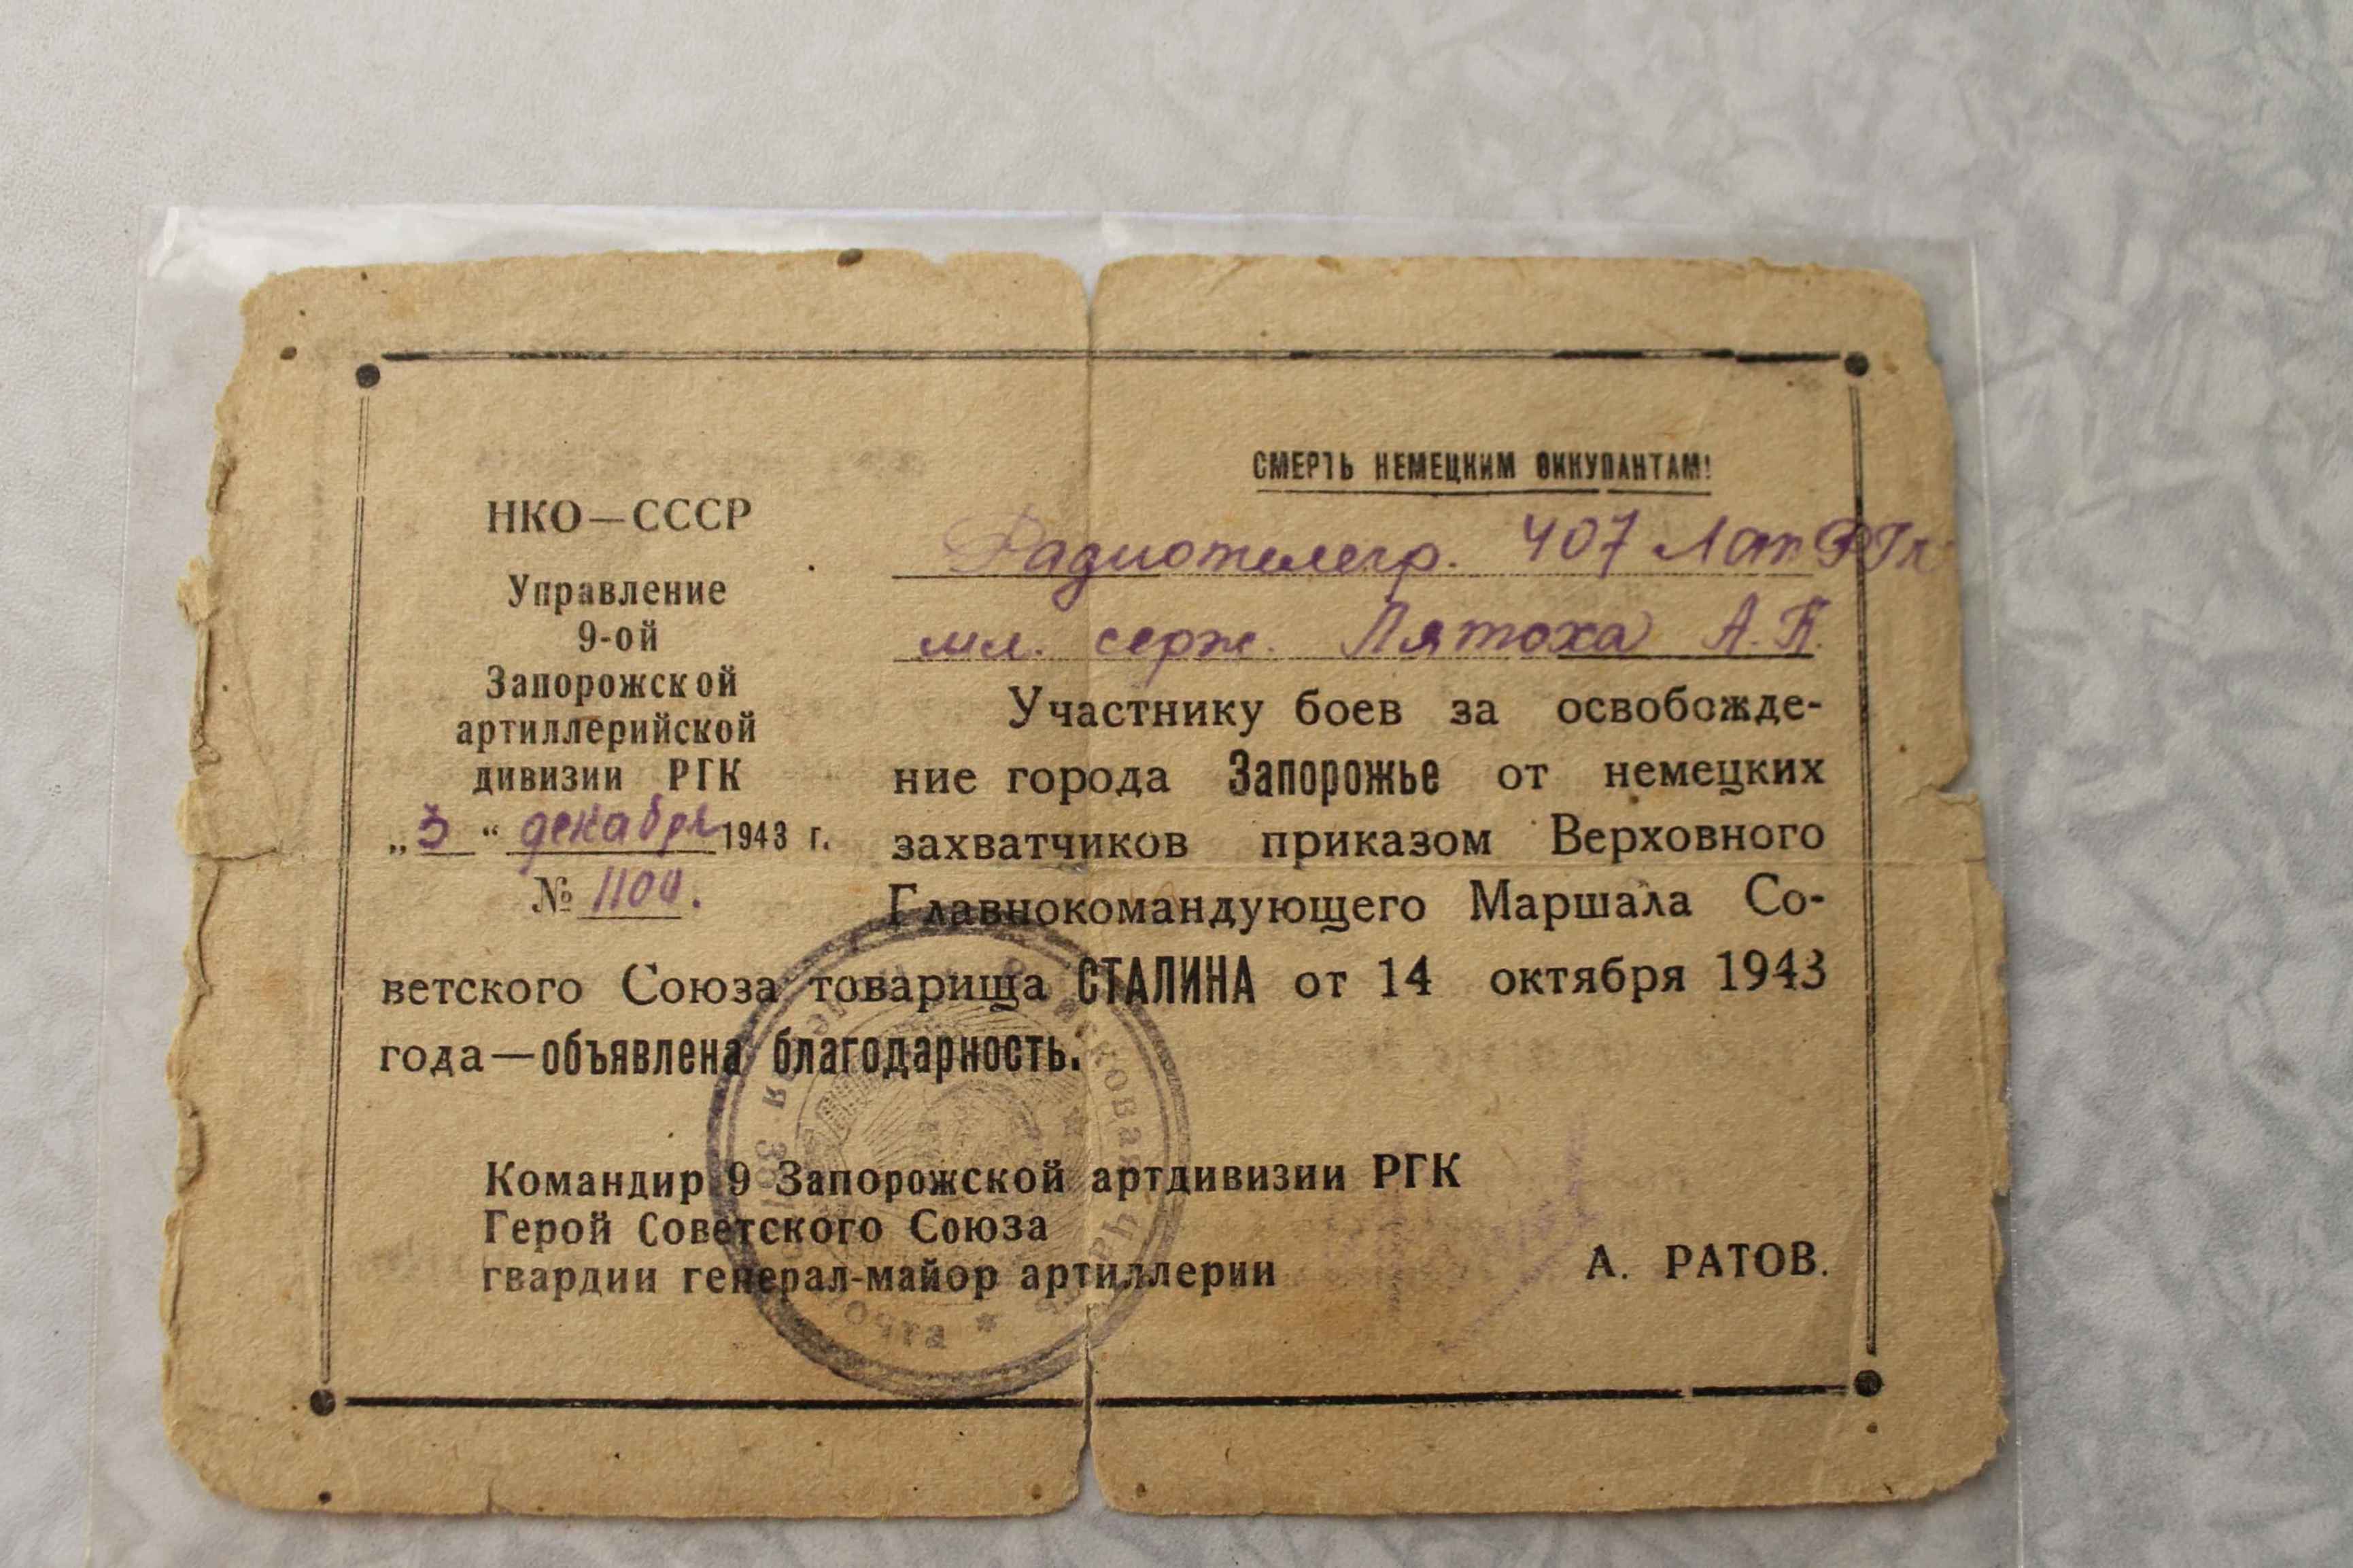 СМЕРТЬ НЕМЕЦКИМ ОККУПАНТАМ!
НКО—СССР
Управление
9-ой
Запорожской
артиллерийской
дивизии РГК
„3“ декабря 1943 г.
№ 1100.
Радиотелегр. 407
мл. серж. Лятоха А.П.
Участнику боев за освобожде-
ние города Запорожье от немецких
захватчиков приказом Верховного
Главнокомандующего Маршала Со-
ветского Союза товарища СТАЛИНА от 14 октября 1943
года—объявлена благодарность.
Командир 9 Запорожской артдивизии РГК
Герой Советского Союза
гвардии генерал-майор артиллерии
А. РАТОВ.